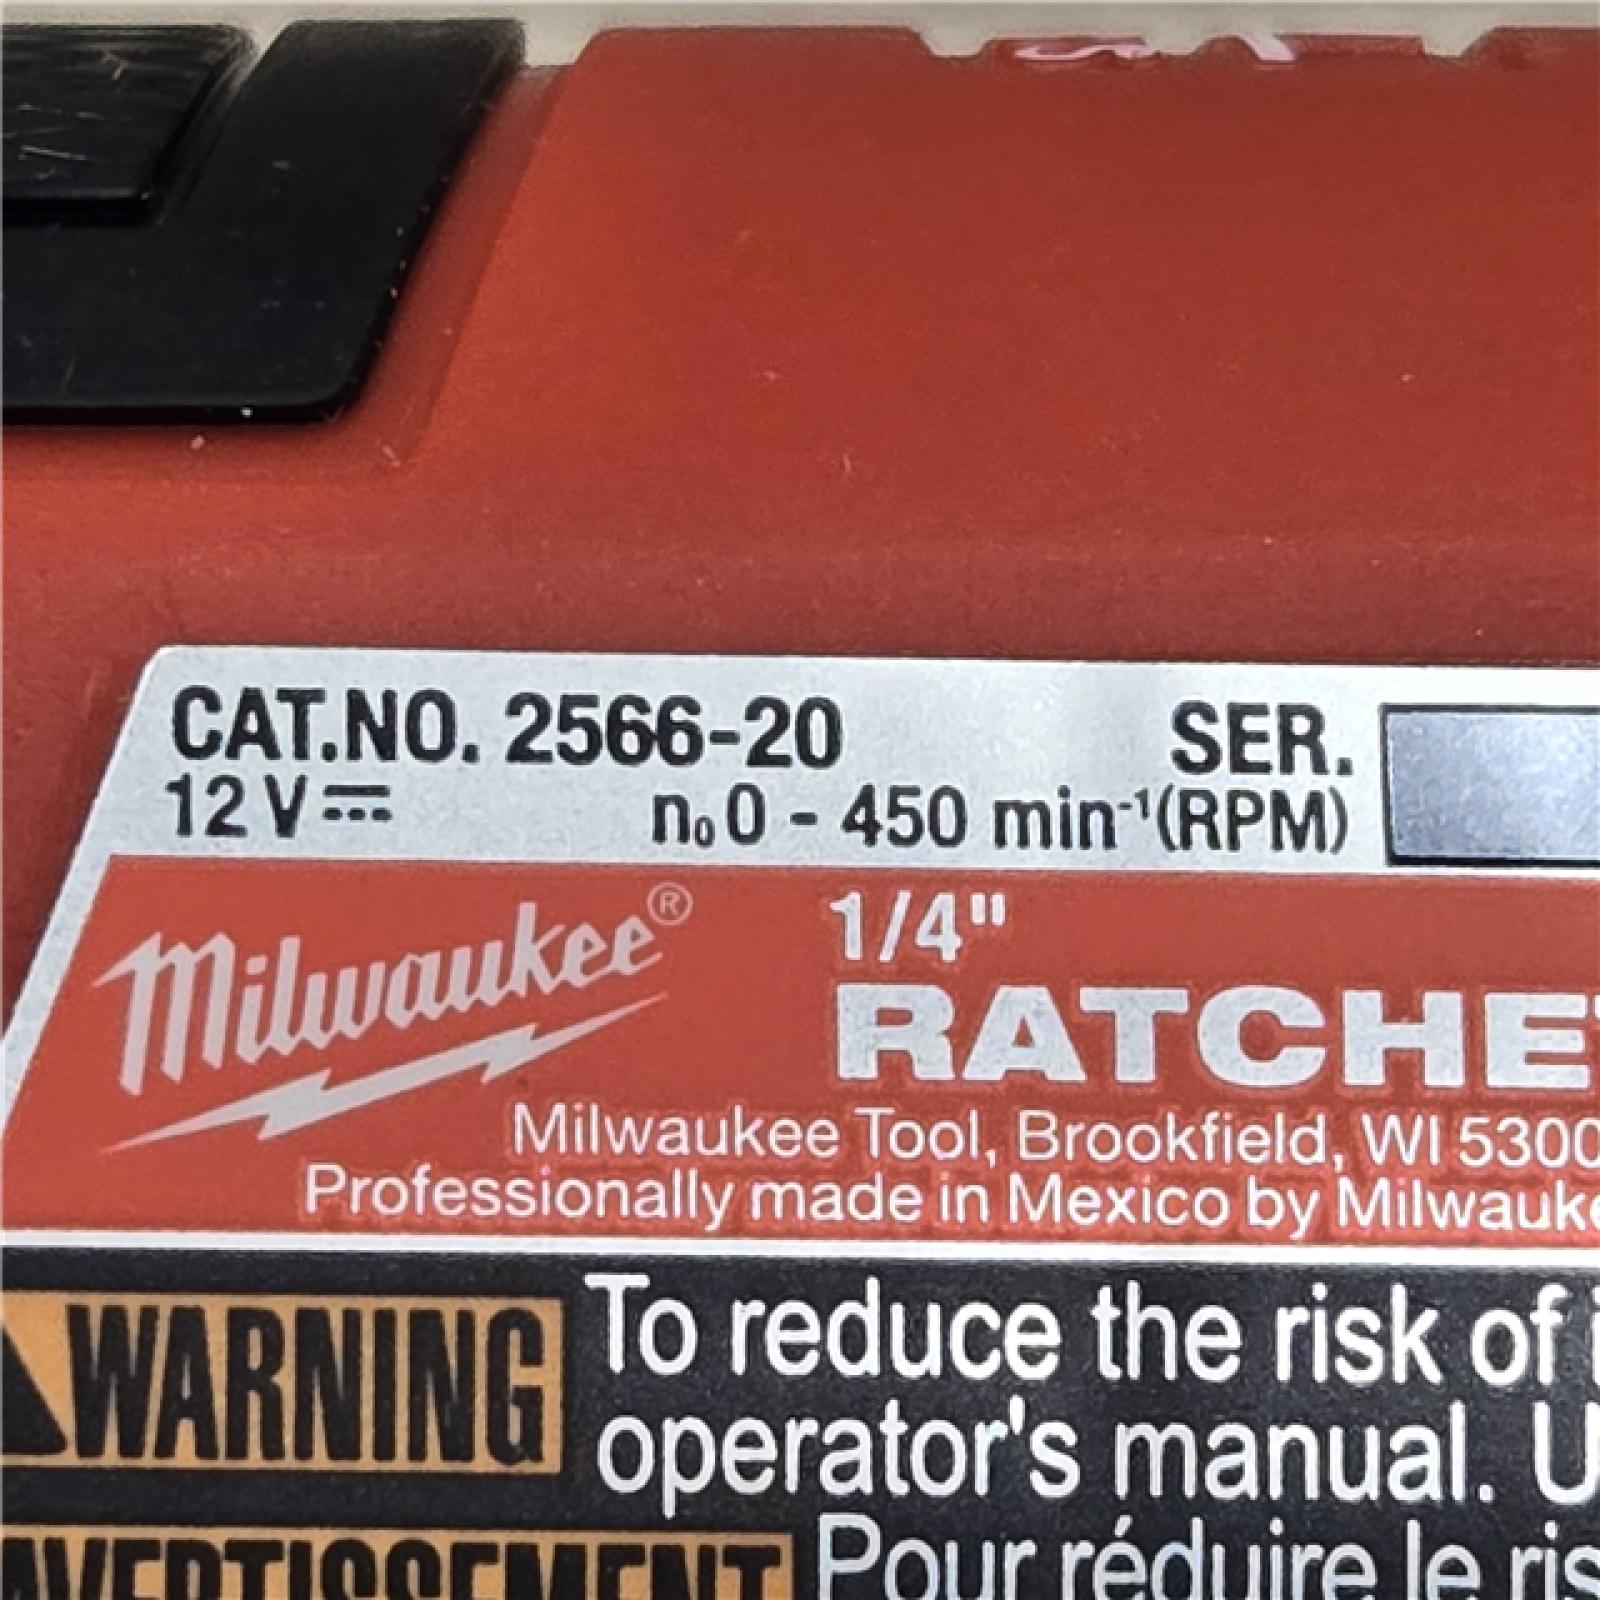 CAT.NO. 2566-20 SER.
12 V⎓ n₀ 0 - 450 min⁻¹(RPM)
Milwaukee®
1/4"
RATCHET
Milwaukee Tool, Brookfield, WI 5300
Professionally made in Mexico by Milwauke
WARNING To reduce the risk of
operator's manual. U
AVERTISSEMENT Pour réduire le ris